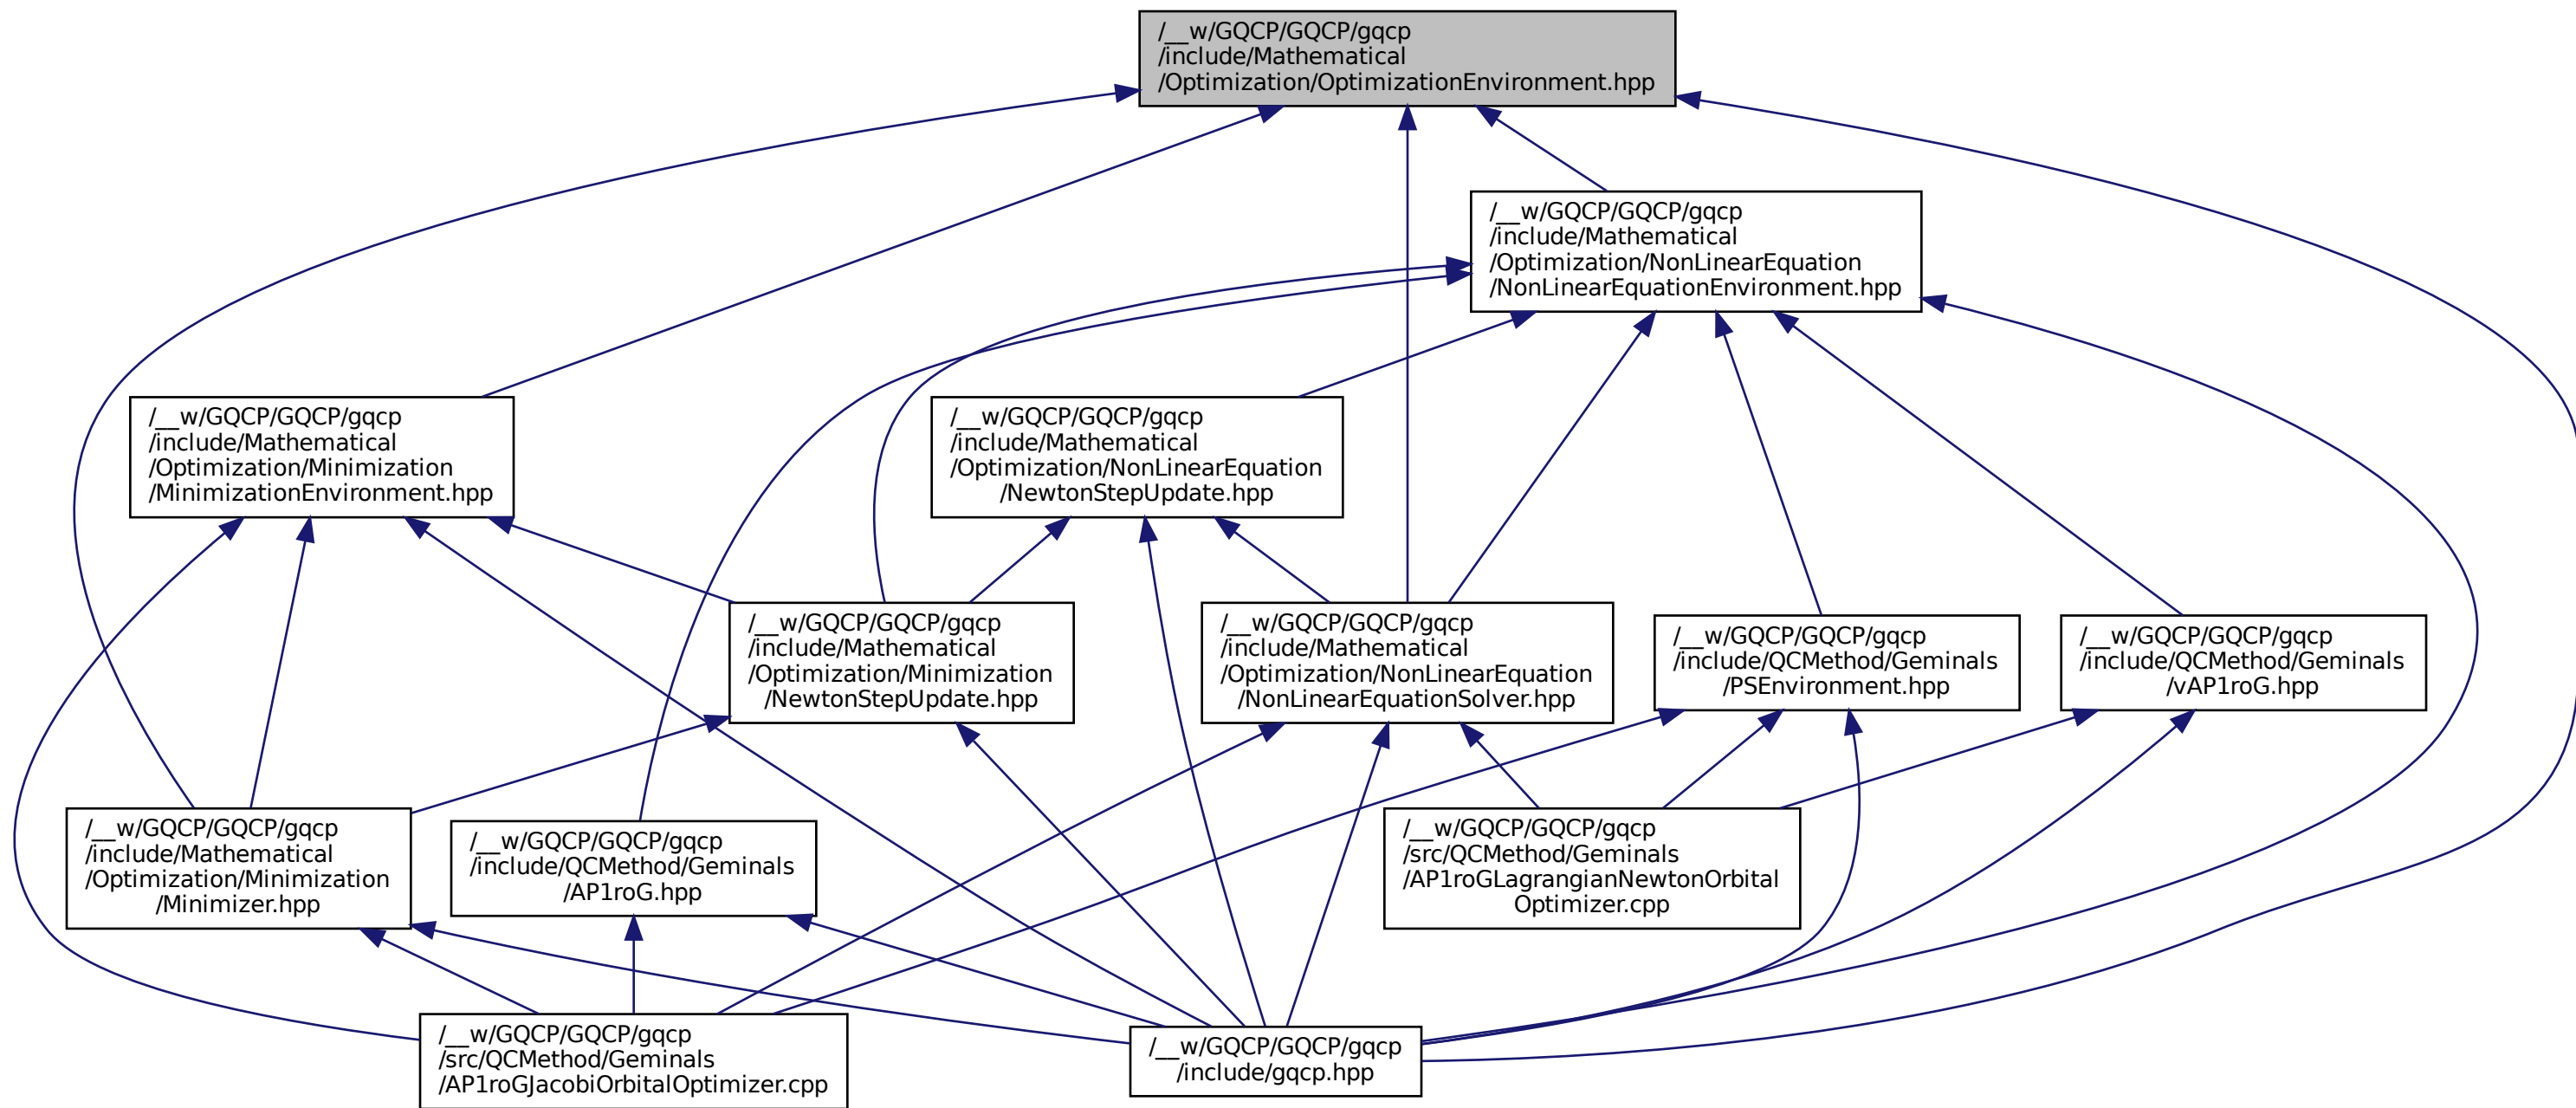 /__w/GQCP/GQCP/gqcp
/include/Mathematical
/Optimization/OptimizationEnvironment.hpp
/__w/GQCP/GQCP/gqcp
/include/Mathematical
/Optimization/NonLinearEquation
/NonLinearEquationEnvironment.hpp
/__w/GQCP/GQCP/gqcp
/include/Mathematical
/Optimization/Minimization
/MinimizationEnvironment.hpp
/__w/GQCP/GQCP/gqcp
/include/Mathematical
/Optimization/NonLinearEquation
/NewtonStepUpdate.hpp
/__w/GQCP/GQCP/gqcp
/include/Mathematical
/Optimization/Minimization
/NewtonStepUpdate.hpp
/__w/GQCP/GQCP/gqcp
/include/Mathematical
/Optimization/NonLinearEquation
/NonLinearEquationSolver.hpp
/__w/GQCP/GQCP/gqcp
/include/QCMethod/Geminals
/PSEnvironment.hpp
/__w/GQCP/GQCP/gqcp
/include/QCMethod/Geminals
/vAP1roG.hpp
/__w/GQCP/GQCP/gqcp
/include/Mathematical
/Optimization/Minimization
/Minimizer.hpp
/__w/GQCP/GQCP/gqcp
/include/QCMethod/Geminals
/AP1roG.hpp
/__w/GQCP/GQCP/gqcp
/src/QCMethod/Geminals
/AP1roGLagrangianNewtonOrbital
Optimizer.cpp
/__w/GQCP/GQCP/gqcp
/src/QCMethod/Geminals
/AP1roGJacobiOrbitalOptimizer.cpp
/__w/GQCP/GQCP/gqcp
/include/gqcp.hpp